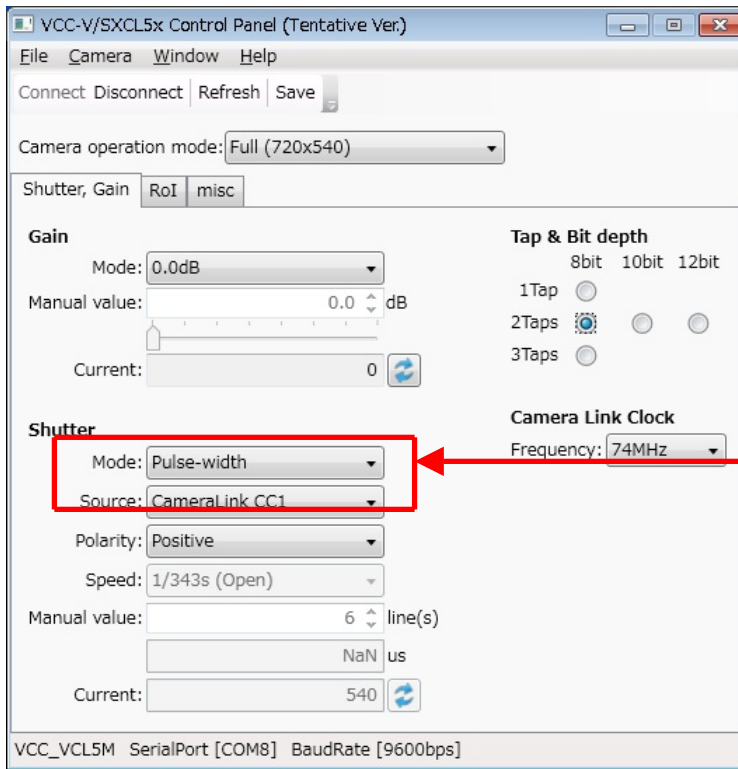 VCC-V/SXCL5x Control Panel (Tentative Ver.)
File Camera Window Help
Connect Disconnect Refresh Save
Camera operation mode: Full (720x540)
Shutter, Gain RoI misc
Gain
Mode: 0.0dB
Manual value: 0.0 dB
Current: 0
Tap & Bit depth
8bit 10bit 12bit
1Tap
2Taps
3Taps
Camera Link Clock
Frequency: 74MHz
Shutter
Mode: Pulse-width
Source: CameraLink CC1
Polarity: Positive
Speed: 1/343s (Open)
Manual value: 6 line(s)
NaN us
Current: 540
VCC_VCL5M SerialPort [COM8] BaudRate [9600bps]